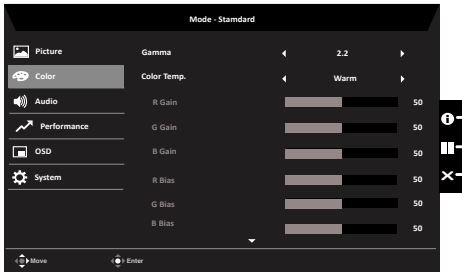 Mode - Stamdard
Picture
Gamma 2.2
Color
Color Temp. Warm
Audio
R Gain 50
Performance
G Gain 50
OSD
B Gain 50
System
R Bias 50
G Bias 50
B Bias 50
Move Enter